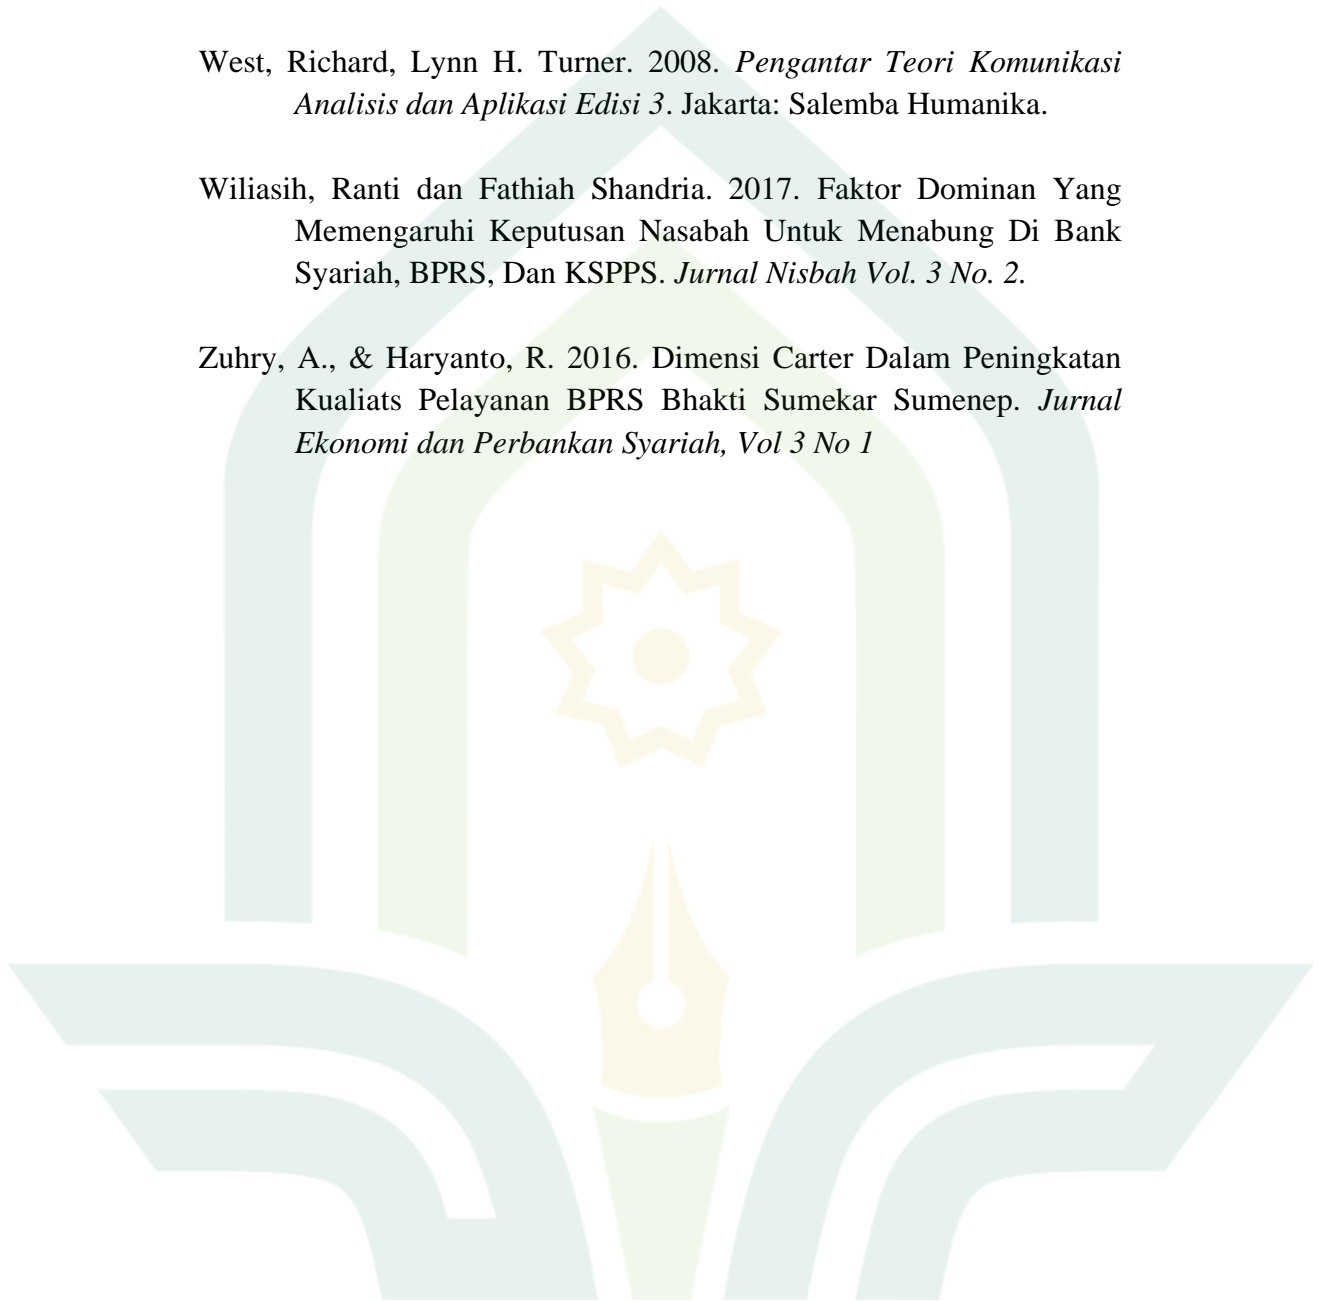 West, Richard, Lynn H. Turner. 2008. Pengantar Teori Komunikasi
Analisis dan Aplikasi Edisi 3. Jakarta: Salemba Humanika.
Wiliasih, Ranti dan Fathiah Shandria. 2017. Faktor Dominan Yang
Memengaruhi Keputusan Nasabah Untuk Menabung Di Bank
Syariah, BPRS, Dan KSPPS. Jurnal Nisbah Vol. 3 No. 2.
Zuhry, A., & Haryanto, R. 2016. Dimensi Carter Dalam Peningkatan
Kualiats Pelayanan BPRS Bhakti Sumekar Sumenep. Jurnal
Ekonomi dan Perbankan Syariah, Vol 3 No 1